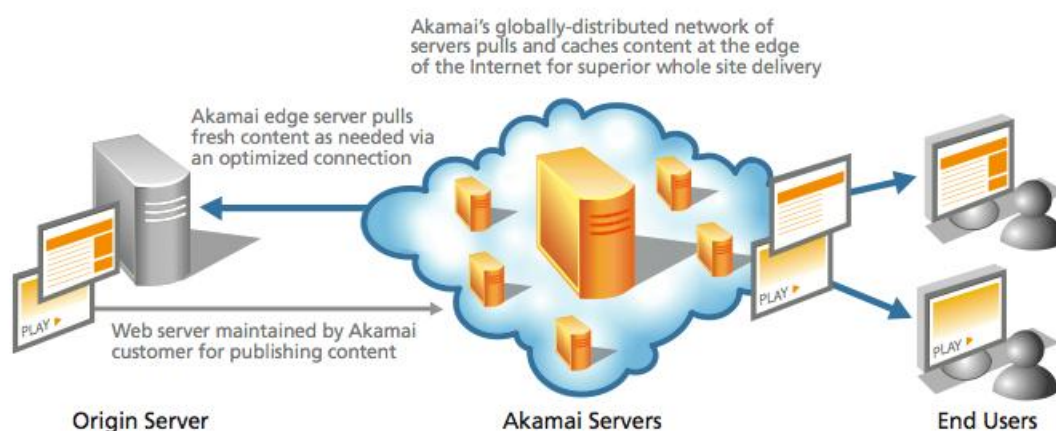 Akamai's globally-distributed network of
servers pulls and caches content at the edge
of the Internet for superior whole site delivery
Akamai edge server pulls
fresh content as needed via
an optimized connection
PLAY
PLAY
PLAY
Web server maintained by Akamai
customer for publishing content
Origin Server
Akamai Servers
End Users